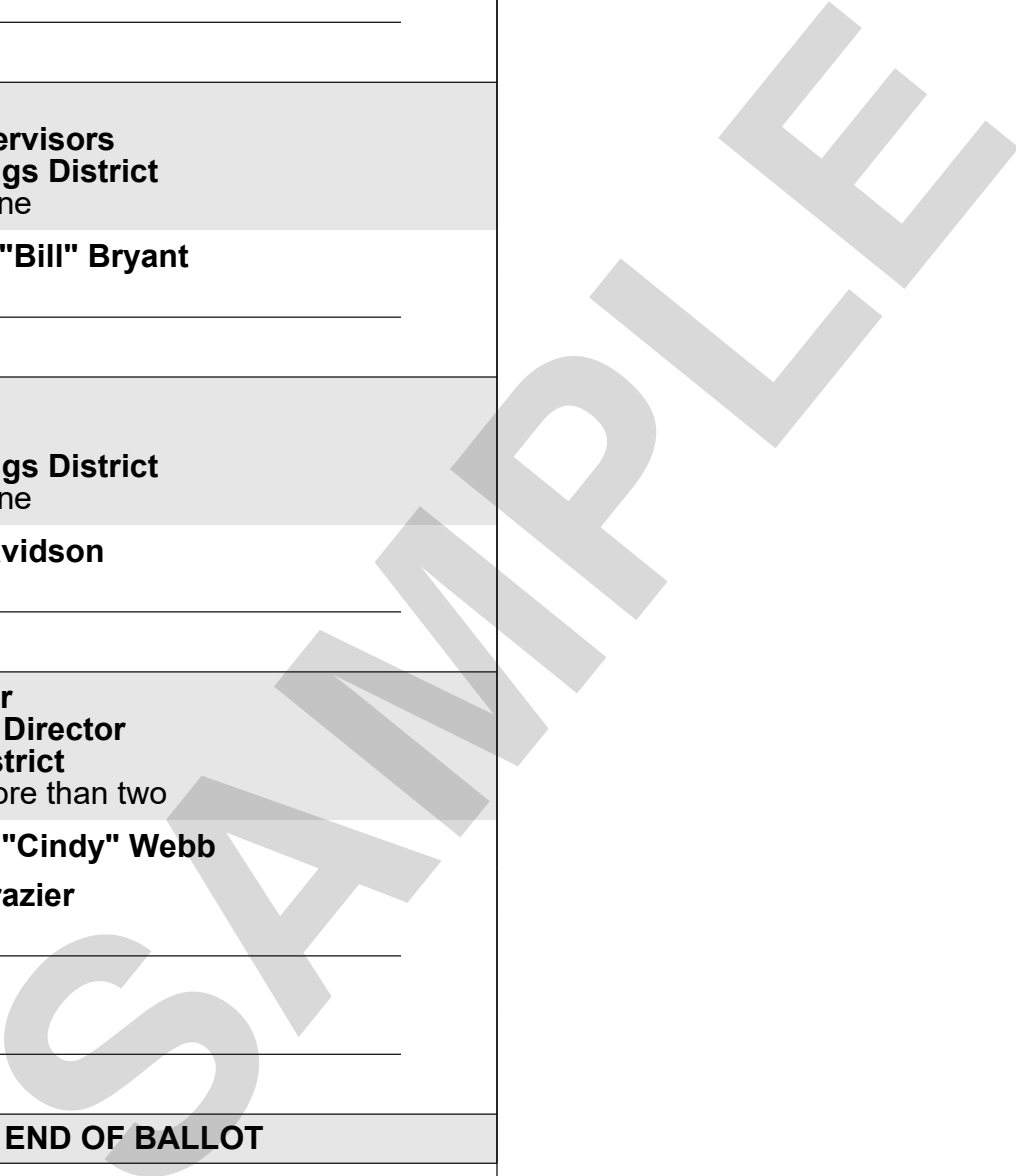 ervisors
gs District
ne
"Bill" Bryant
gs District
ne
vidson
r
Director
strict
ore than two
"Cindy" Webb
razier
END OF BALLOT
SAMPLE